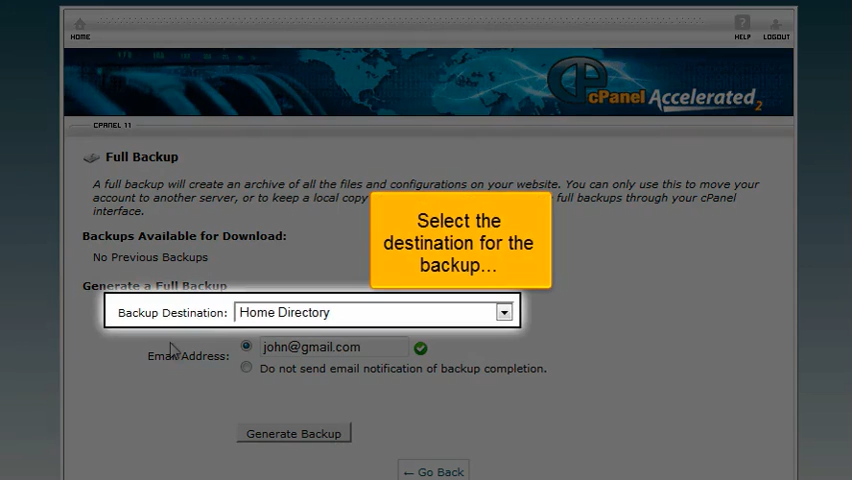 HOME
HELP
LOGOUT
cPanel Accelerated2
CPANEL 11
Full Backup
A full backup will create an archive of all the files and configurations on your website. You can only use this to move your
account to another server, or to keep a local copy
full backups through your cPanel
interface.
Select the
destination for the
backup...
Backups Available for Download:
No Previous Backups
Generate a Full Backup
Backup Destination: Home Directory
Email Address: john@gmail.com
Do not send email notification of backup completion.
Generate Backup
← Go Back